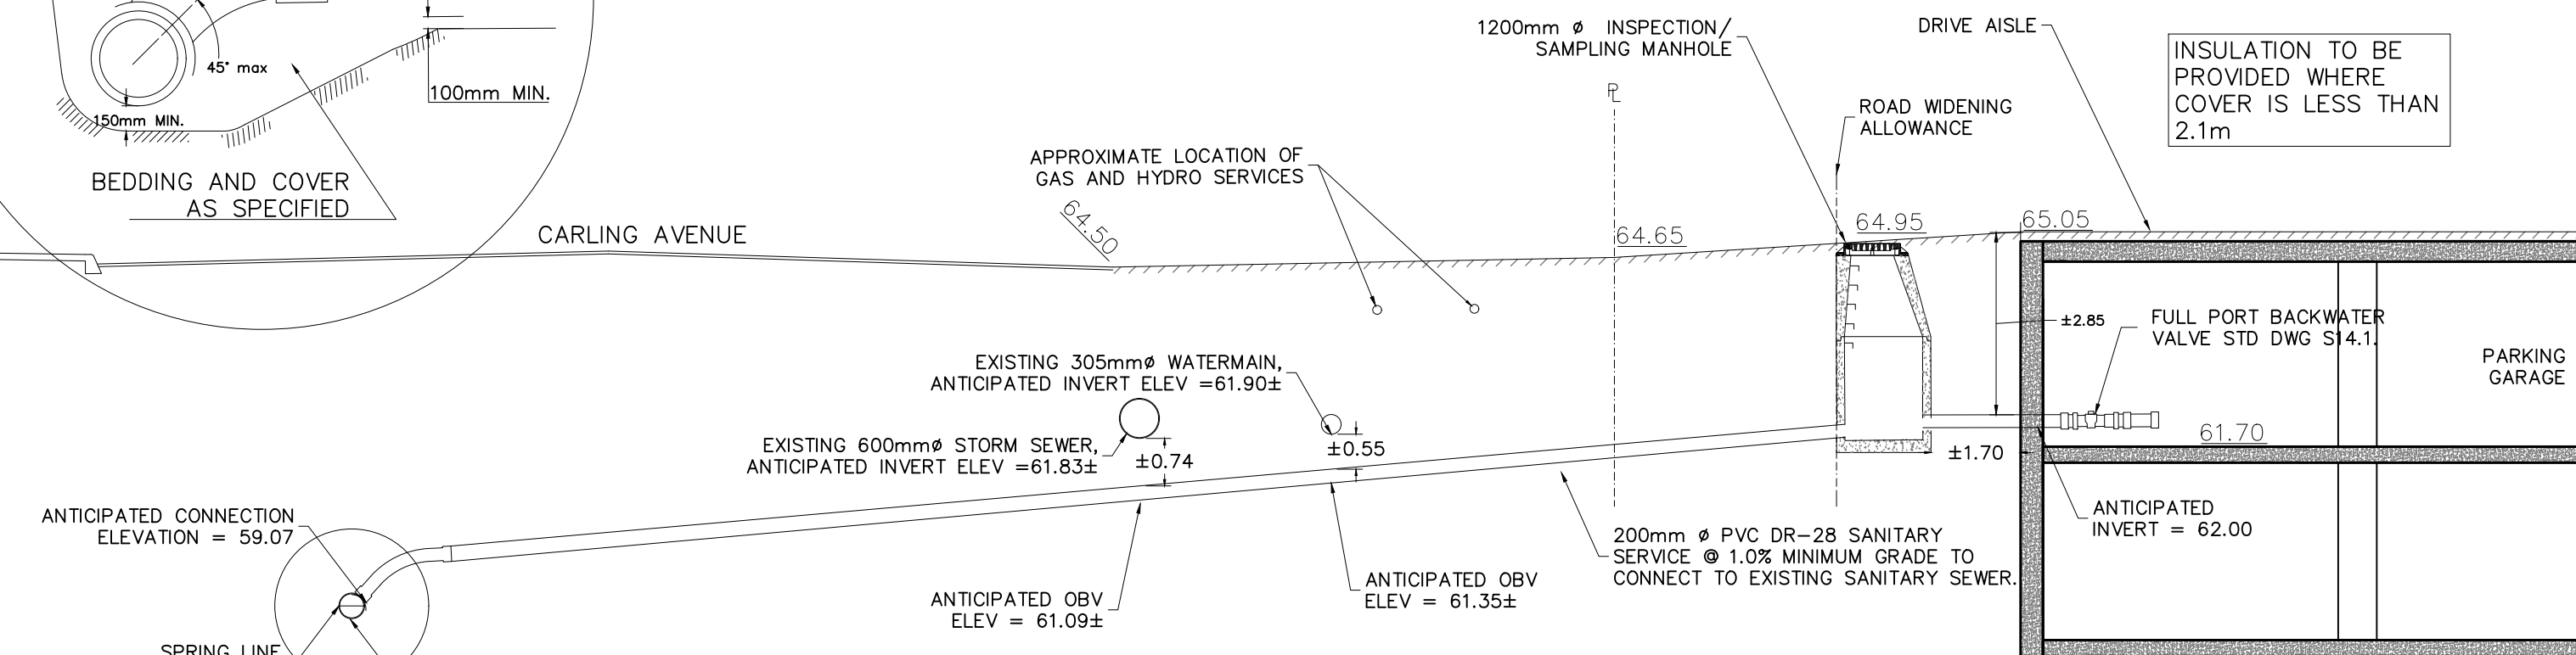 45° max
100mm MIN.
150mm MIN.
BEDDING AND COVER
AS SPECIFIED
CARLING AVENUE
64.50
APPROXIMATE LOCATION OF
GAS AND HYDRO SERVICES
1200mm ø INSPECTION/
SAMPLING MANHOLE
DRIVE AISLE
INSULATION TO BE
PROVIDED WHERE
COVER IS LESS THAN
2.1m
PL
ROAD WIDENING
ALLOWANCE
64.65
64.95
65.05
±2.85
FULL PORT BACKWATER
VALVE STD DWG S14.1.
PARKING
GARAGE
EXISTING 305mmø WATERMAIN,
ANTICIPATED INVERT ELEV =61.90±
EXISTING 600mmø STORM SEWER,
ANTICIPATED INVERT ELEV =61.83±
±0.74
±0.55
±1.70
61.70
ANTICIPATED
INVERT = 62.00
ANTICIPATED CONNECTION
ELEVATION = 59.07
200mm ø PVC DR-28 SANITARY
SERVICE @ 1.0% MINIMUM GRADE TO
CONNECT TO EXISTING SANITARY SEWER.
ANTICIPATED OBV
ELEV = 61.35±
ANTICIPATED OBV
ELEV = 61.09±
SPRING LINE